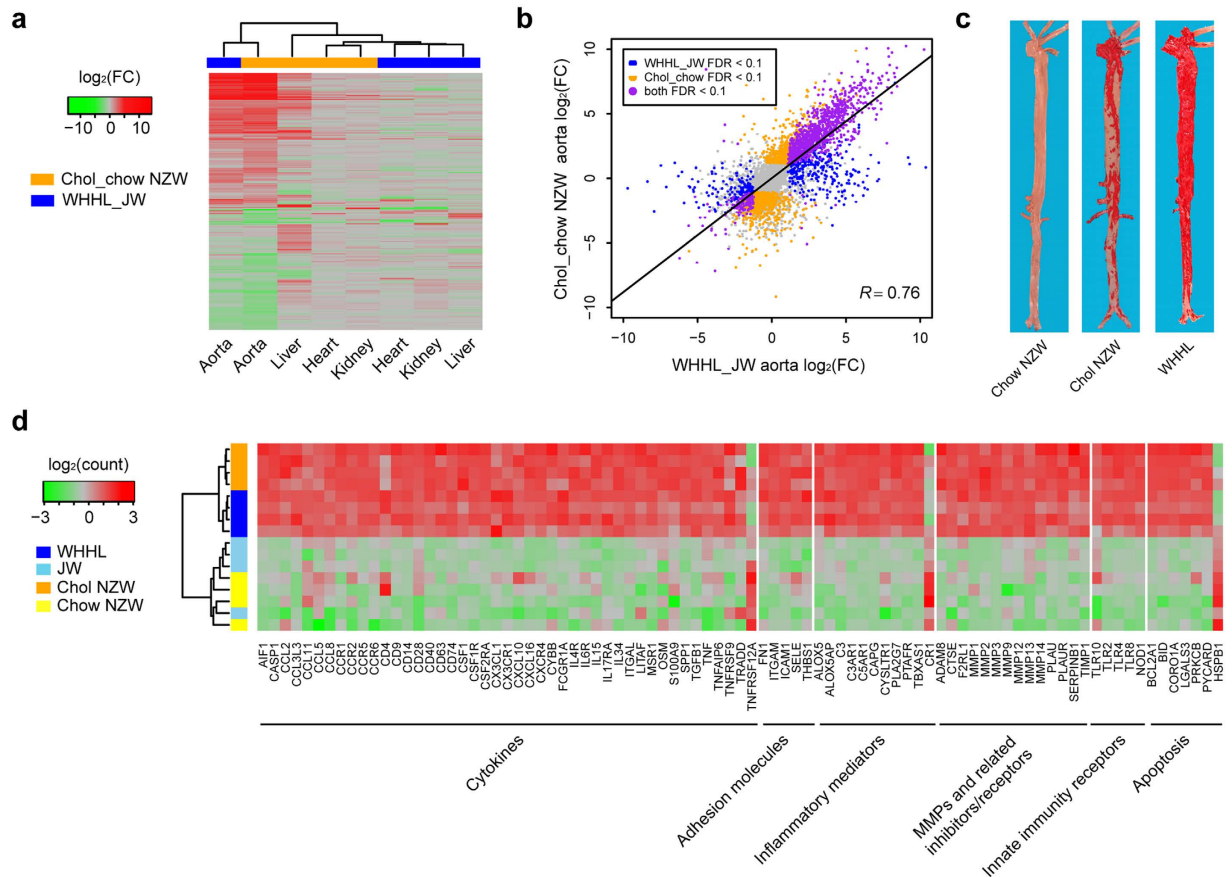 a
log₂(FC)
−10 0 10
Chol_chow NZW
WHHL_JW
Aorta
Aorta
Liver
Heart
Kidney
Heart
Kidney
Liver
b
WHHL_JW FDR < 0.1
Chol_chow FDR < 0.1
both FDR < 0.1
Chol_chow NZW aorta log₂(FC)
10
5
0
−5
−10
R = 0.76
−10 −5 0 5 10
WHHL_JW aorta log₂(FC)
c
Chow NZW
Chol NZW
WHHL
d
log₂(count)
−3 0 3
WHHL
JW
Chol NZW
Chow NZW
AIF1
CASP1
CCL2
CCL3L3
CCL11
CCL5
CCL8
CCR1
CCR2
CCR5
CCR6
CD4
CD9
CD14
CD28
CD40
CD63
CD74
CSF1
CSF1R
CSF2RA
CX3CL1
CX3CR1
CXCL10
CXCL16
CXCR4
CYBB
FCGR1A
IL4R
IL6R
IL15
IL17RA
IL34
ITGAL
LITAF
MSR1
OSM
S100A9
SPP1
TGFB1
TNF
TNFAIP6
TNFRSF9
TRADD
TNFRSF12A
FN1
ITGAM
ICAM1
SELE
THBS1
ALOX5
ALOX5AP
C3
C3AR1
C5AR1
CAPG
CYSLTR1
PLA2G7
PTAFR
TBXAS1
CR1
ADAM8
CTSB
F2RL1
MMP1
MMP2
MMP3
MMP9
MMP12
MMP13
MMP14
PLAU
PLAUR
SERPINB1
TIMP1
TLR10
TLR2
TLR4
TLR8
NOD1
BCL2A1
BID
CORO1A
LGALS3
PRKCB
PYCARD
HSPB1
Cytokines
Adhesion molecules
Inflammatory mediators
MMPs and related
inhibitors/receptors
Innate immunity receptors
Apoptosis